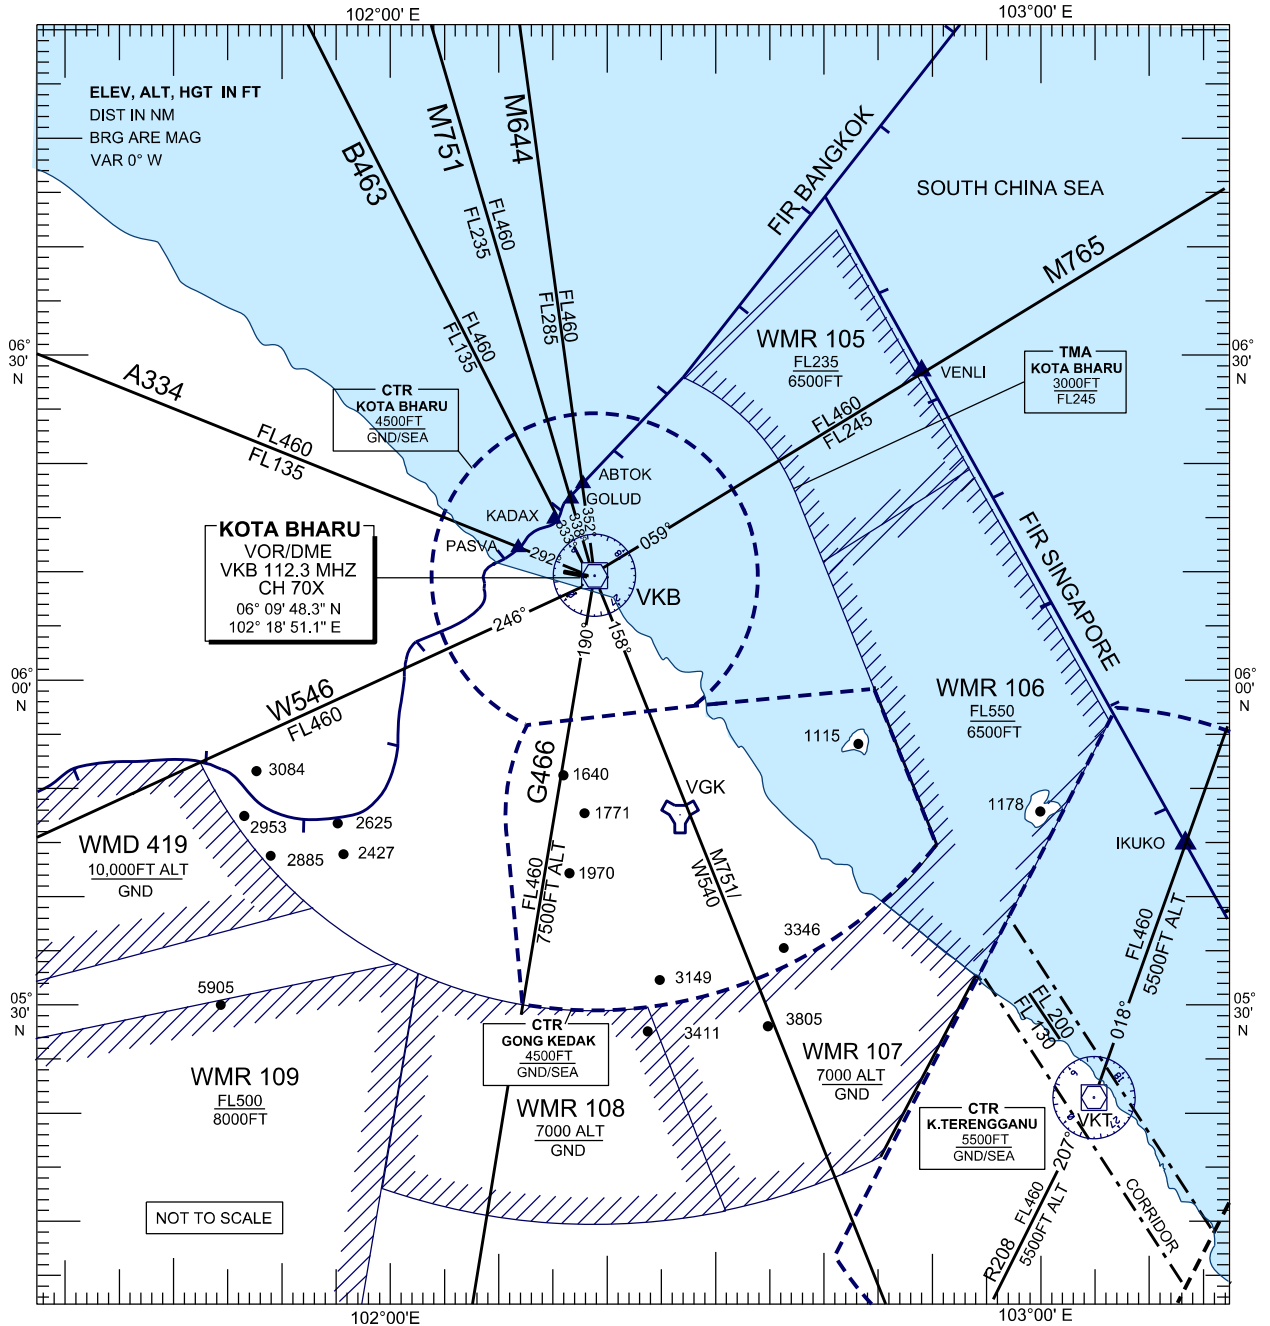 102°00' E
103°00' E
ELEV, ALT, HGT IN FT
DIST IN NM
BRG ARE MAG
VAR 0° W
B463
M751
M644
FL460
FL235
FL460
FL285
FL460
FL135
FIR BANGKOK
SOUTH CHINA SEA
M765
06°
30'
N
06°
30'
N
A334
FL460
FL135
CTR
KOTA BHARU
4500FT
GND/SEA
WMR 105
FL235
6500FT
VENLI
TMA
KOTA BHARU
3000FT
FL245
FL460
FL245
ABTOK
GOLUD
KADAX
PASVA
352°
338°
333°
292°
059°
KOTA BHARU
VOR/DME
VKB 112.3 MHZ
CH 70X
06° 09' 48.3" N
102° 18' 51.1" E
VKB
246°
190°
158°
FIR SINGAPORE
W546
FL460
06°
00'
N
06°
00'
N
WMR 106
FL550
6500FT
1115
3084
G466
1640
VGK
1178
2953
2625
1771
WMD 419
10,000FT ALT
GND
2885
2427
1970
M751/
W540
IKUKO
FL460
7500FT ALT
FL460
5500FT ALT
3346
5905
3149
05°
30'
N
05°
30'
N
FL 200
FL 130
018°
CTR
GONG KEDAK
4500FT
GND/SEA
3411
3805
WMR 107
7000 ALT
GND
WMR 109
FL500
8000FT
WMR 108
7000 ALT
GND
CTR
K.TERENGGANU
5500FT
GND/SEA
VKT
207°
FL460
5500FT ALT
R208
CORRIDOR
NOT TO SCALE
102°00'E
103°00' E